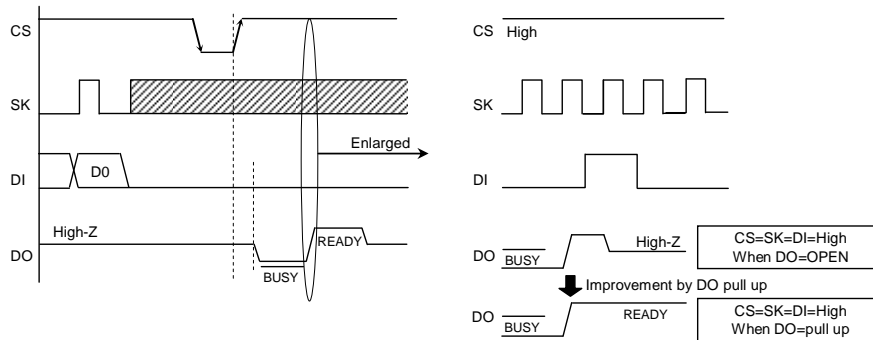 CS
SK
DI
D0
DO
High-Z
BUSY
READY
Enlarged
CS High
SK
DI
DO
BUSY
High-Z
CS=SK=DI=High
When DO=OPEN
Improvement by DO pull up
DO
BUSY
READY
CS=SK=DI=High
When DO=pull up